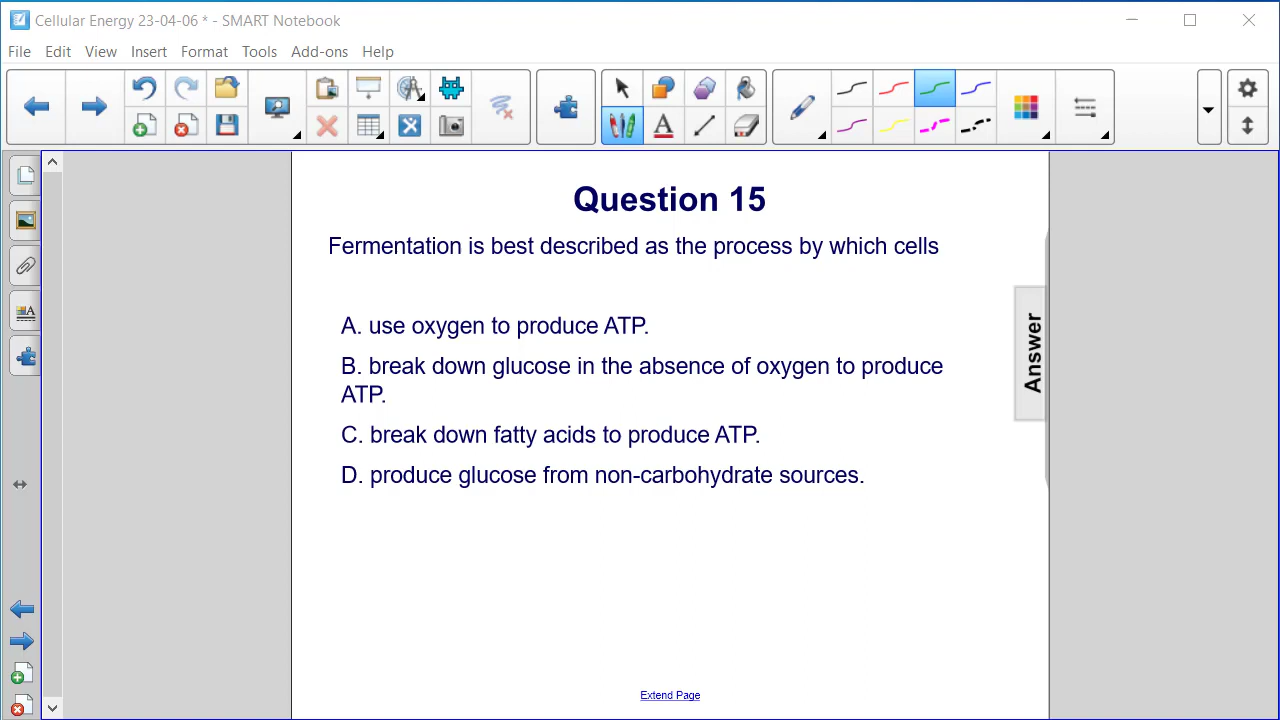 Cellular Energy 23-04-06 * - SMART Notebook
File Edit View Insert Format Tools Add-ons Help
Question 15
Fermentation is best described as the process by which cells
A. use oxygen to produce ATP.
B. break down glucose in the absence of oxygen to produce
ATP.
C. break down fatty acids to produce ATP.
D. produce glucose from non-carbohydrate sources.
Answer
Extend Page